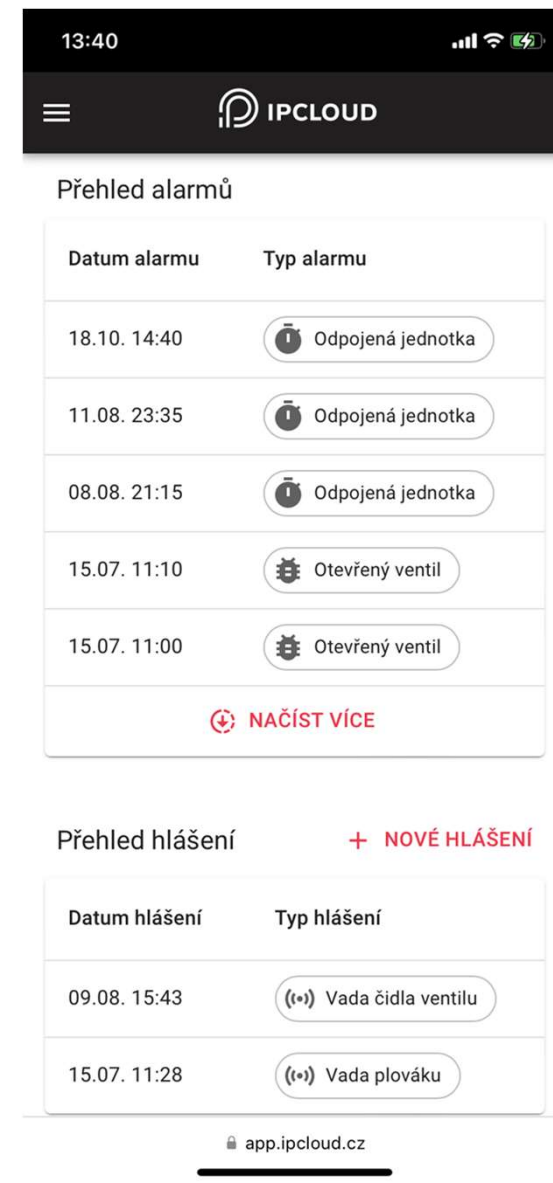 13:40
IPCLOUD
Přehled alarmů
Datum alarmu Typ alarmu
18.10. 14:40 Odpojená jednotka
11.08. 23:35 Odpojená jednotka
08.08. 21:15 Odpojená jednotka
15.07. 11:10 Otevřený ventil
15.07. 11:00 Otevřený ventil
NAČÍST VÍCE
Přehled hlášení + NOVÉ HLÁŠENÍ
Datum hlášení Typ hlášení
09.08. 15:43 Vada čidla ventilu
15.07. 11:28 Vada plováku
app.ipcloud.cz